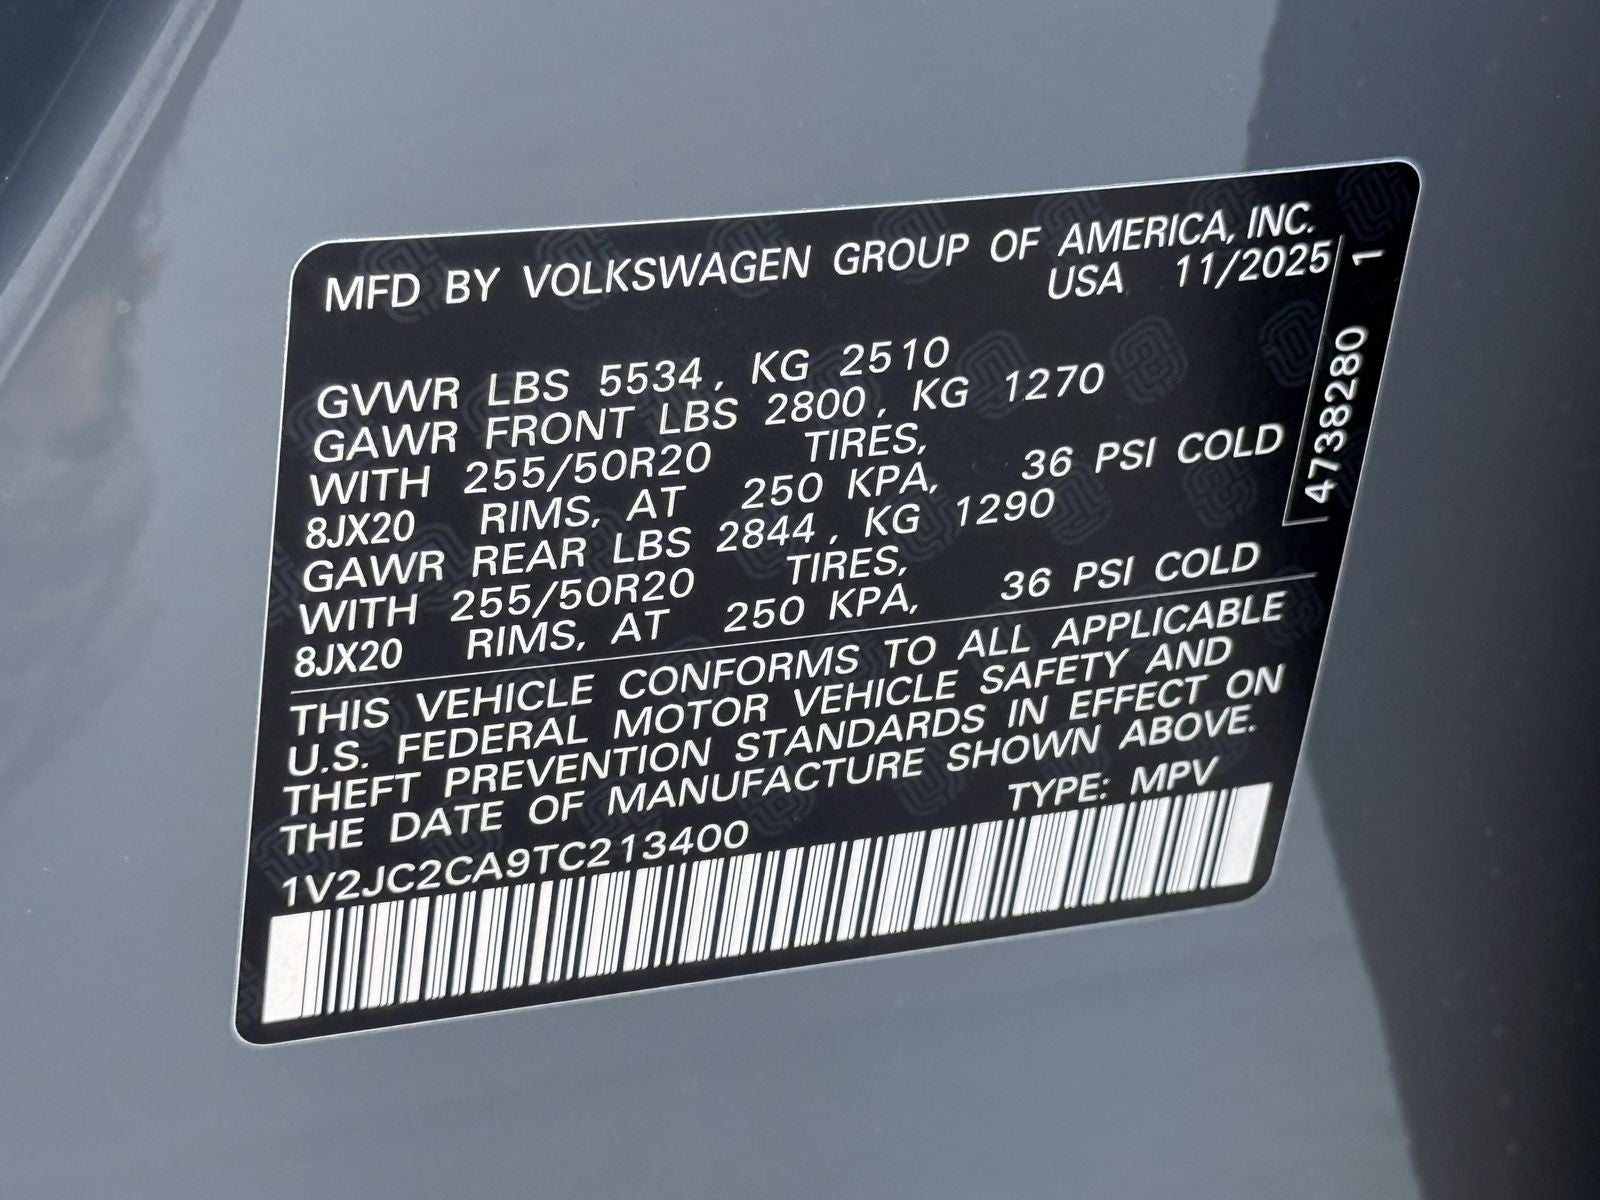 MFD BY VOLKSWAGEN GROUP OF AMERICA, INC.
USA 11/2025
GVWR LBS 5534, KG 2510
GAWR FRONT LBS 2800, KG 1270
WITH 255/50R20 TIRES,
8JX20 RIMS, AT 250 KPA, 36 PSI COLD
GAWR REAR LBS 2844, KG 1290
WITH 255/50R20 TIRES,
8JX20 RIMS, AT 250 KPA, 36 PSI COLD
THIS VEHICLE CONFORMS TO ALL APPLICABLE
U.S. FEDERAL MOTOR VEHICLE SAFETY AND
THEFT PREVENTION STANDARDS IN EFFECT ON
THE DATE OF MANUFACTURE SHOWN ABOVE.
TYPE: MPV
1V2JC2CA9TC213400
4738280 1